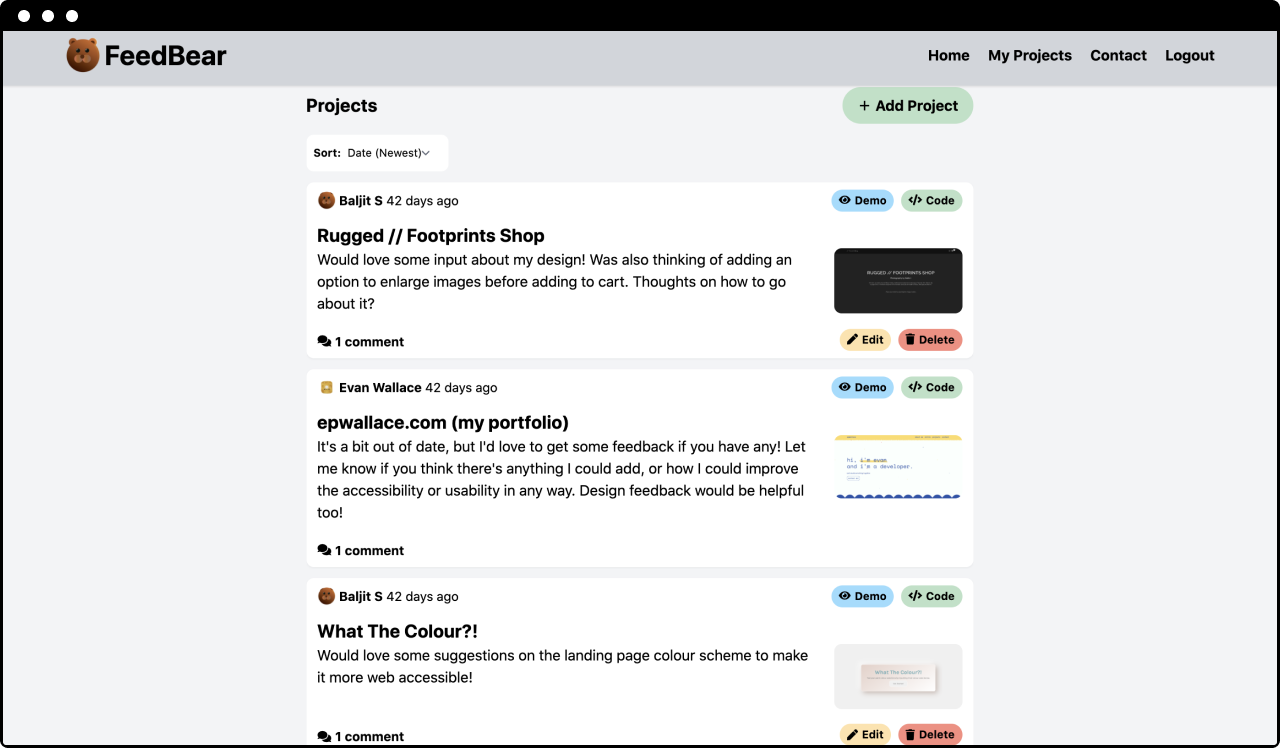 FeedBear
Home My Projects Contact Logout
Projects
+ Add Project
Sort: Date (Newest)
Baljit S 42 days ago
Demo Code
Rugged // Footprints Shop
Would love some input about my design! Was also thinking of adding an
option to enlarge images before adding to cart. Thoughts on how to go
about it?
RUGGED // FOOTPRINTS SHOP
1 comment
Edit Delete
Evan Wallace 42 days ago
Demo Code
epwallace.com (my portfolio)
It's a bit out of date, but I'd love to get some feedback if you have any! Let
me know if you think there's anything I could add, or how I could improve
the accessibility or usability in any way. Design feedback would be helpful
too!
hi, i'm evan
and i'm a developer.
1 comment
Baljit S 42 days ago
Demo Code
What The Colour?!
Would love some suggestions on the landing page colour scheme to make
it more web accessible!
What The Colour?!
1 comment
Edit Delete